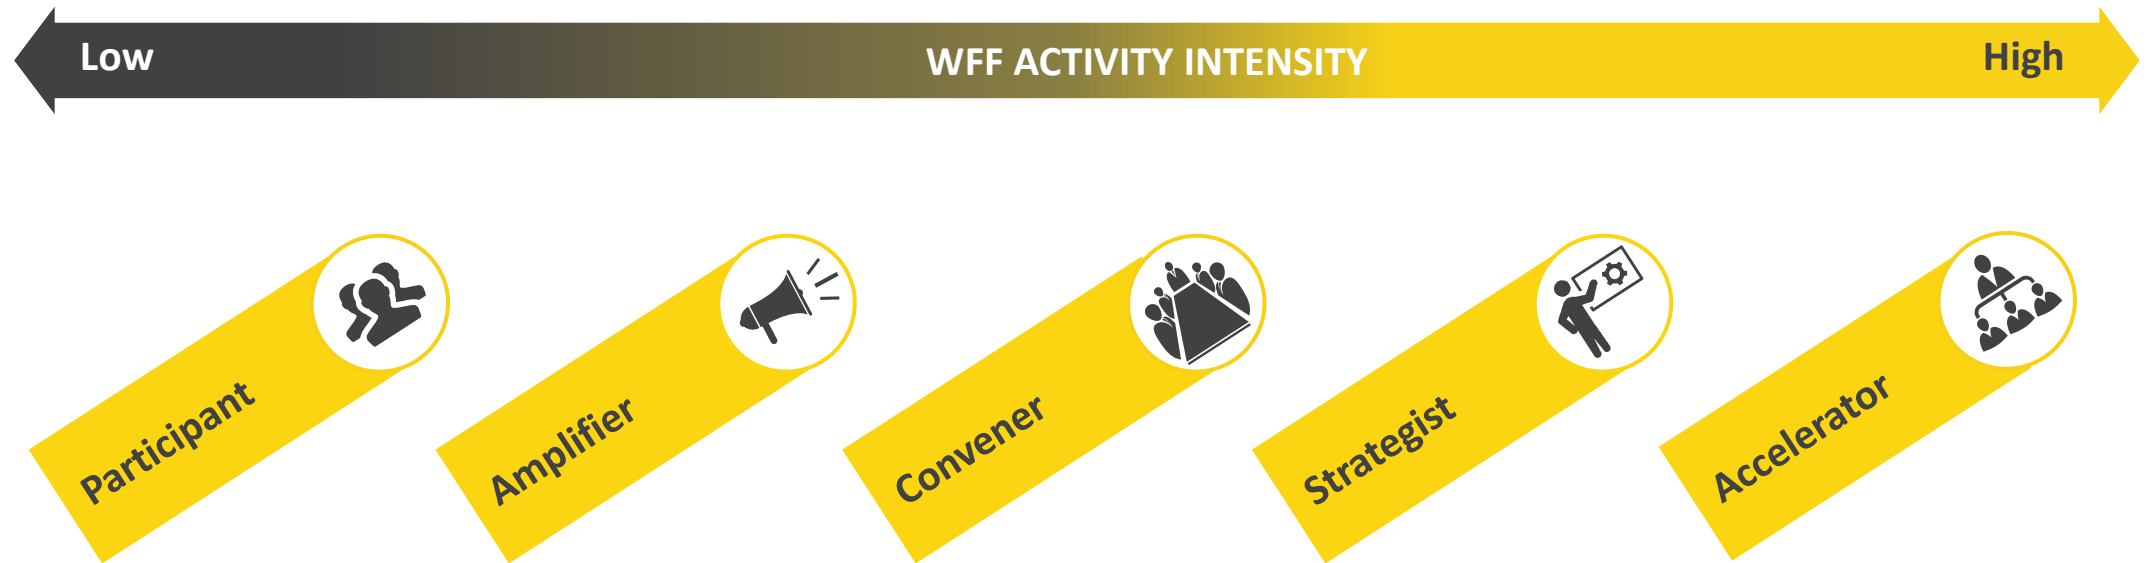 Low
WFF ACTIVITY INTENSITY
High
Participant
Amplifier
Convener
Strategist
Accelerator